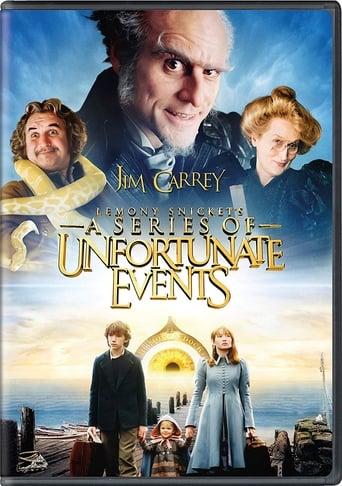 JIM CARREY
LEMONY SNICKET'S
A SERIES OF
UNFORTUNATE
EVENTS